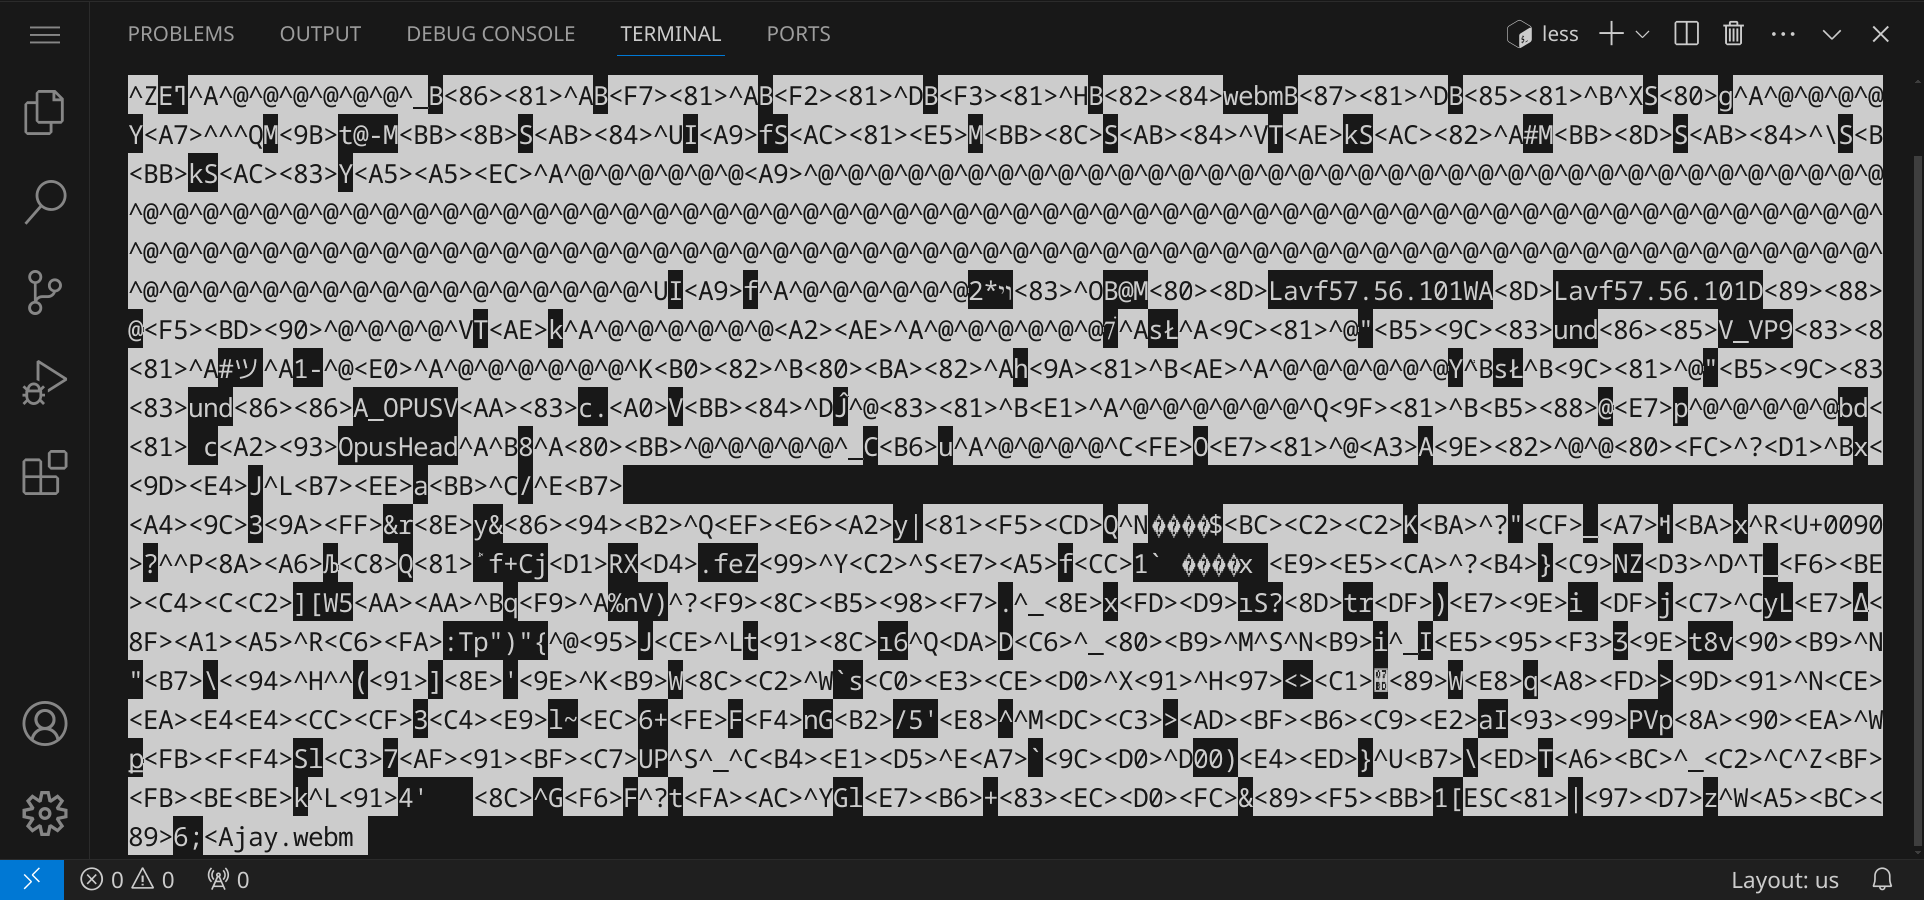 PROBLEMS OUTPUT DEBUG CONSOLE TERMINAL PORTS less
^ZE^A^@^@^@^@^@^@^_B<86><81>^AB<F7><81>^AB<F2><81>^DB<F3><81>^HB<82><84>webmB<87><81>^DB<85><81>^B^XS<80>g^A^@^@^@^@
Y<A7>^^^QM<9B>t@-M<BB><8B>S<AB><84>^UI<A9>fS<AC><81><E5>M<BB><8C>S<AB><84>^VT<AE>kS<AC><82>^A#M<BB><8D>S<AB><84>^\S<B
<BB>kS<AC><83>Y<A5><A5><EC>^A^@^@^@^@^@^@<A9>^@^@^@^@^@^@^@^@^@^@^@^@^@^@^@^@^@^@^@^@^@^@^@^@^@^@^@^@^@^@^@^@^@^@^@^@
^@^@^@^@^@^@^@^@^@^@^@^@^@^@^@^@^@^@^@^@^@^@^@^@^@^@^@^@^@^@^@^@^@^@^@^@^@^@^@^@^@^@^@^@^@^@^@^@^@^@^@^@^@^@^@^@^@^@^
^@^@^@^@^@^@^@^@^@^@^@^@^@^@^@^@^@^@^@^@^@^@^@^@^@^@^@^@^@^@^@^@^@^@^@^@^@^@^@^@^@^@^@^@^@^@^@^@^@^@^@^@^@^@^@^@^@^@^
^@^@^@^@^@^@^@^@^@^@^@^@^@^@^@^@^@^UI<A9>f^A^@^@^@^@^@^@2*ײ<83>^OB@M<80><8D>Lavf57.56.101WA<8D>Lavf57.56.101D<89><88>
@<F5><BD><90>^@^@^@^@^VT<AE>k^A^@^@^@^@^@^@<A2><AE>^A^@^@^@^@^@^@7^AsŁ^A<9C><81>^@"<B5><9C><83>und<86><85>V_VP9<83><8
<81>^A#ツ^A1-^@<E0>^A^@^@^@^@^@^@^K<B0><82>^B<80><BA><82>^Ah<9A><81>^B<AE>^A^@^@^@^@^@^@Y^BsŁ^B<9C><81>^@"<B5><9C><83
<83>und<86><86>A_OPUSV<AA><83>c.<A0>V<BB><84>^DĴ^@<83><81>^B<E1>^A^@^@^@^@^@^@^Q<9F><81>^B<B5><88>@<E7>p^@^@^@^@^@bd<
<81> c<A2><93>OpusHead^A^B8^A<80><BB>^@^@^@^@^@^_C<B6>u^A^@^@^@^@^C<FE>O<E7><81>^@<A3>A<9E><82>^@^@<80><FC>^?<D1>^Bx<
<9D><E4>J^L<B7><EE>a<BB>^C/^E<B7>
<A4><9C>3<9A><FF>&r<8E>y&<86><94><B2>^Q<EF><E6><A2>y|<81><F5><CD>Q^N����$<BC><C2><C2>K<BA>^?"<CF>_<A7>Ҹ<BA>x^R<U+0090
>?^^P<8A><A6>Љ<C8>Q<81> f+Cj<D1>RX<D4>.feZ<99>^Y<C2>^S<E7><A5>f<CC>1` ����x <E9><E5><CA>^?<B4>}<C9>NZ<D3>^D^T_<F6><BE
><C4><C<C2>][W5<AA><AA>^Bq<F9>^A%nV)^?<F9><8C><B5><98><F7>.^_<8E>x<FD><D9>ıS?<8D>tr<DF>)<E7><9E>i <DF>j<C7>^CyL<E7>Δ<
8F><A1><A5>^R<C6><FA>:Tp")"{^@<95>J<CE>^Lt<91><8C>ı6^Q<DA>D<C6>^_<80><B9>^M^S^N<B9>i^_I<E5><95><F3>3<9E>t8v<90><B9>^N
"<B7>\<<94>^H^^(<91>]<8E>'<9E>^K<B9>W<8C><C2>^W`s<C0><E3><CE><D0>^X<91>^H<97><><C1><89>W<E8>q<A8><FD>><9D><91>^N<CE>
<EA><E4<E4><CC><CF>3<C4><E9>l~<EC>6+<FE>F<F4>nG<B2>/5'<E8>^^M<DC><C3>><AD><BF><B6><C9><E2>aI<93><99>PVp<8A><90><EA>^W
p<FB><F<F4>Sl<C3>7<AF><91><BF><C7>UP^S^_^C<B4><E1><D5>^E<A7>`<9C><D0>^D00)<E4><ED>}^U<B7>\<ED>T<A6><BC>^_<C2>^C^Z<BF>
<FB><BE<BE>k^L<91>4' <8C>^G<F6>F^?t<FA><AC>^YGl<E7><B6>+<83><EC><D0><FC>&<89><F5><BB>1[ESC<81>|<97><D7>z^W<A5><BC><
89>6;<Ajay.webm
0 0 0 Layout: us